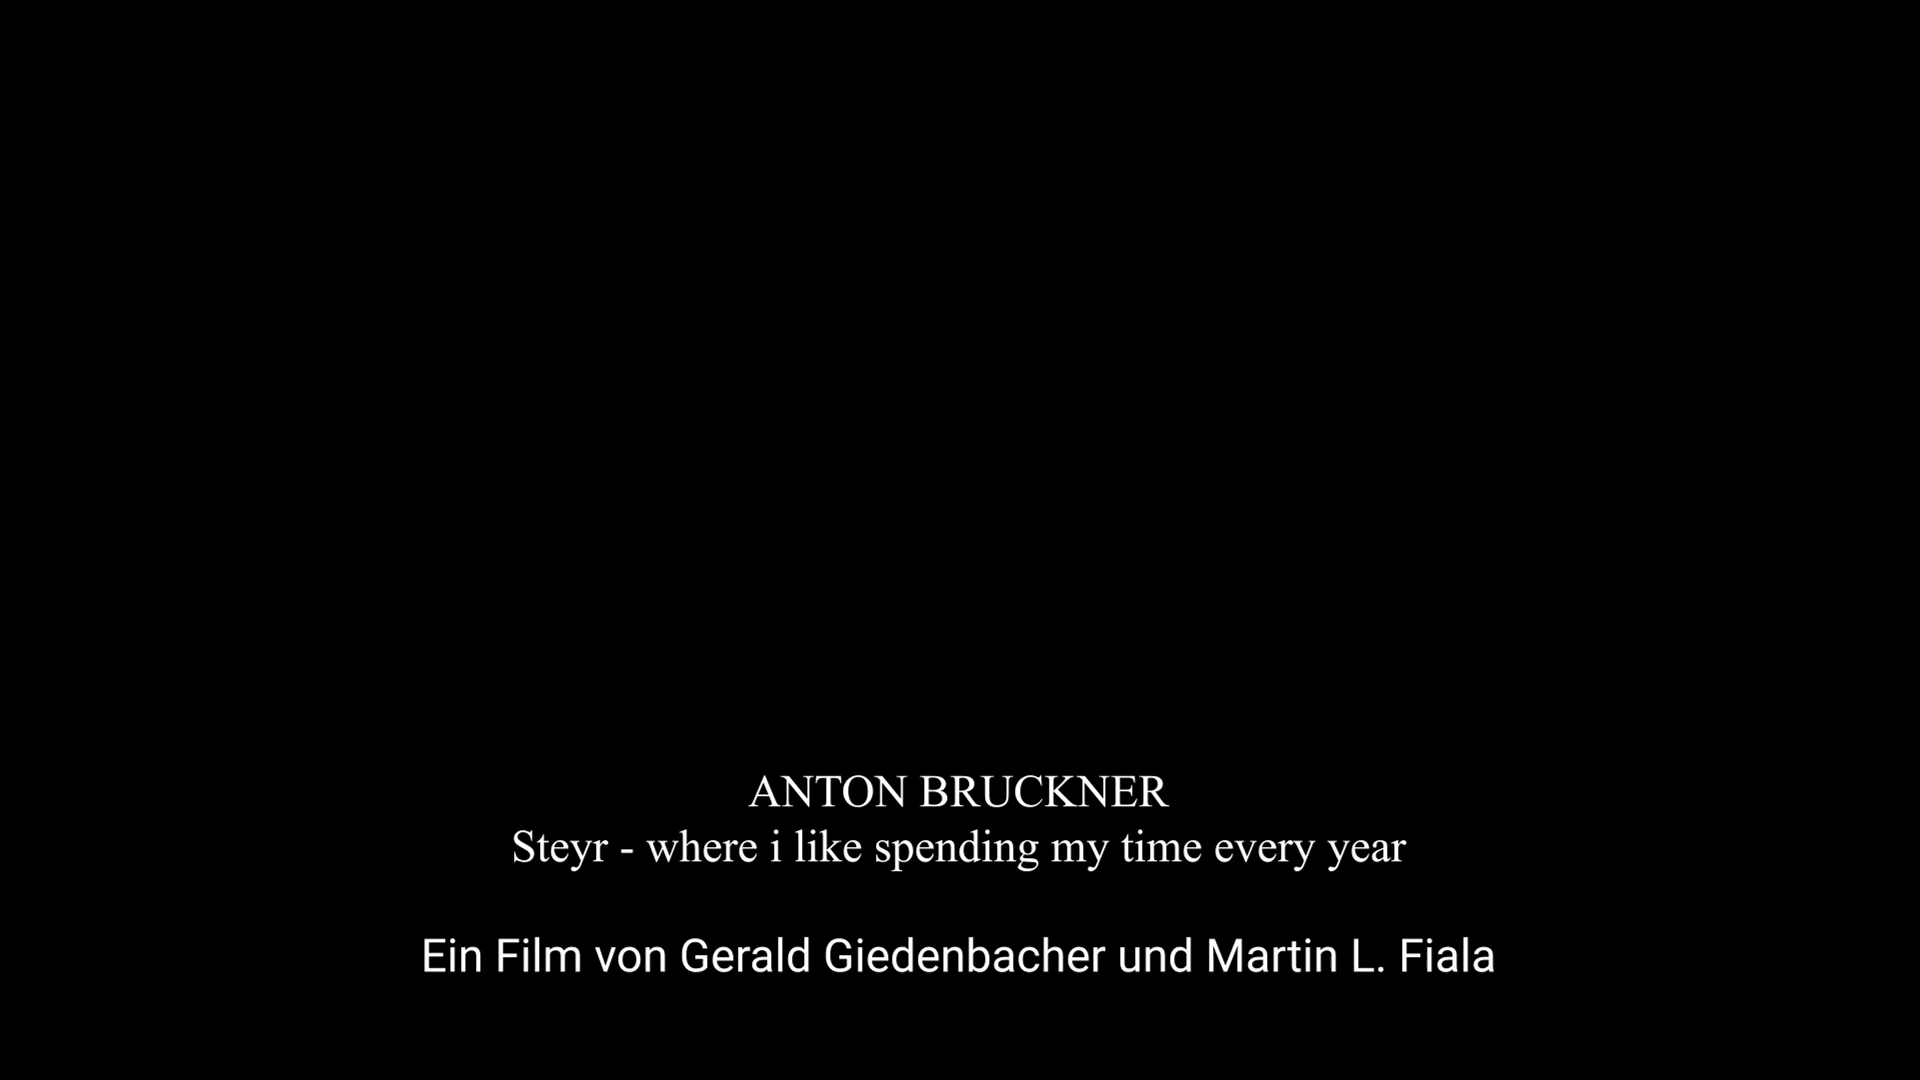 ANTON BRUCKNER
Steyr - where i like spending my time every year
Ein Film von Gerald Giedenbacher und Martin L. Fiala